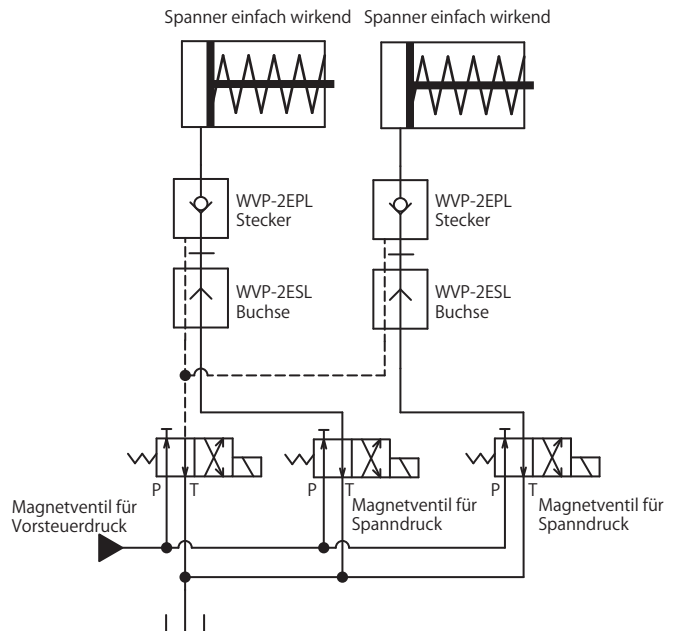 Spanner einfach wirkend
Spanner einfach wirkend
WVP-2EPL
Stecker
WVP-2EPL
Stecker
WVP-2ESL
Buchse
WVP-2ESL
Buchse
P T
P T
P T
Magnetventil für
Vorsteuerdruck
Magnetventil für
Spanndruck
Magnetventil für
Spanndruck